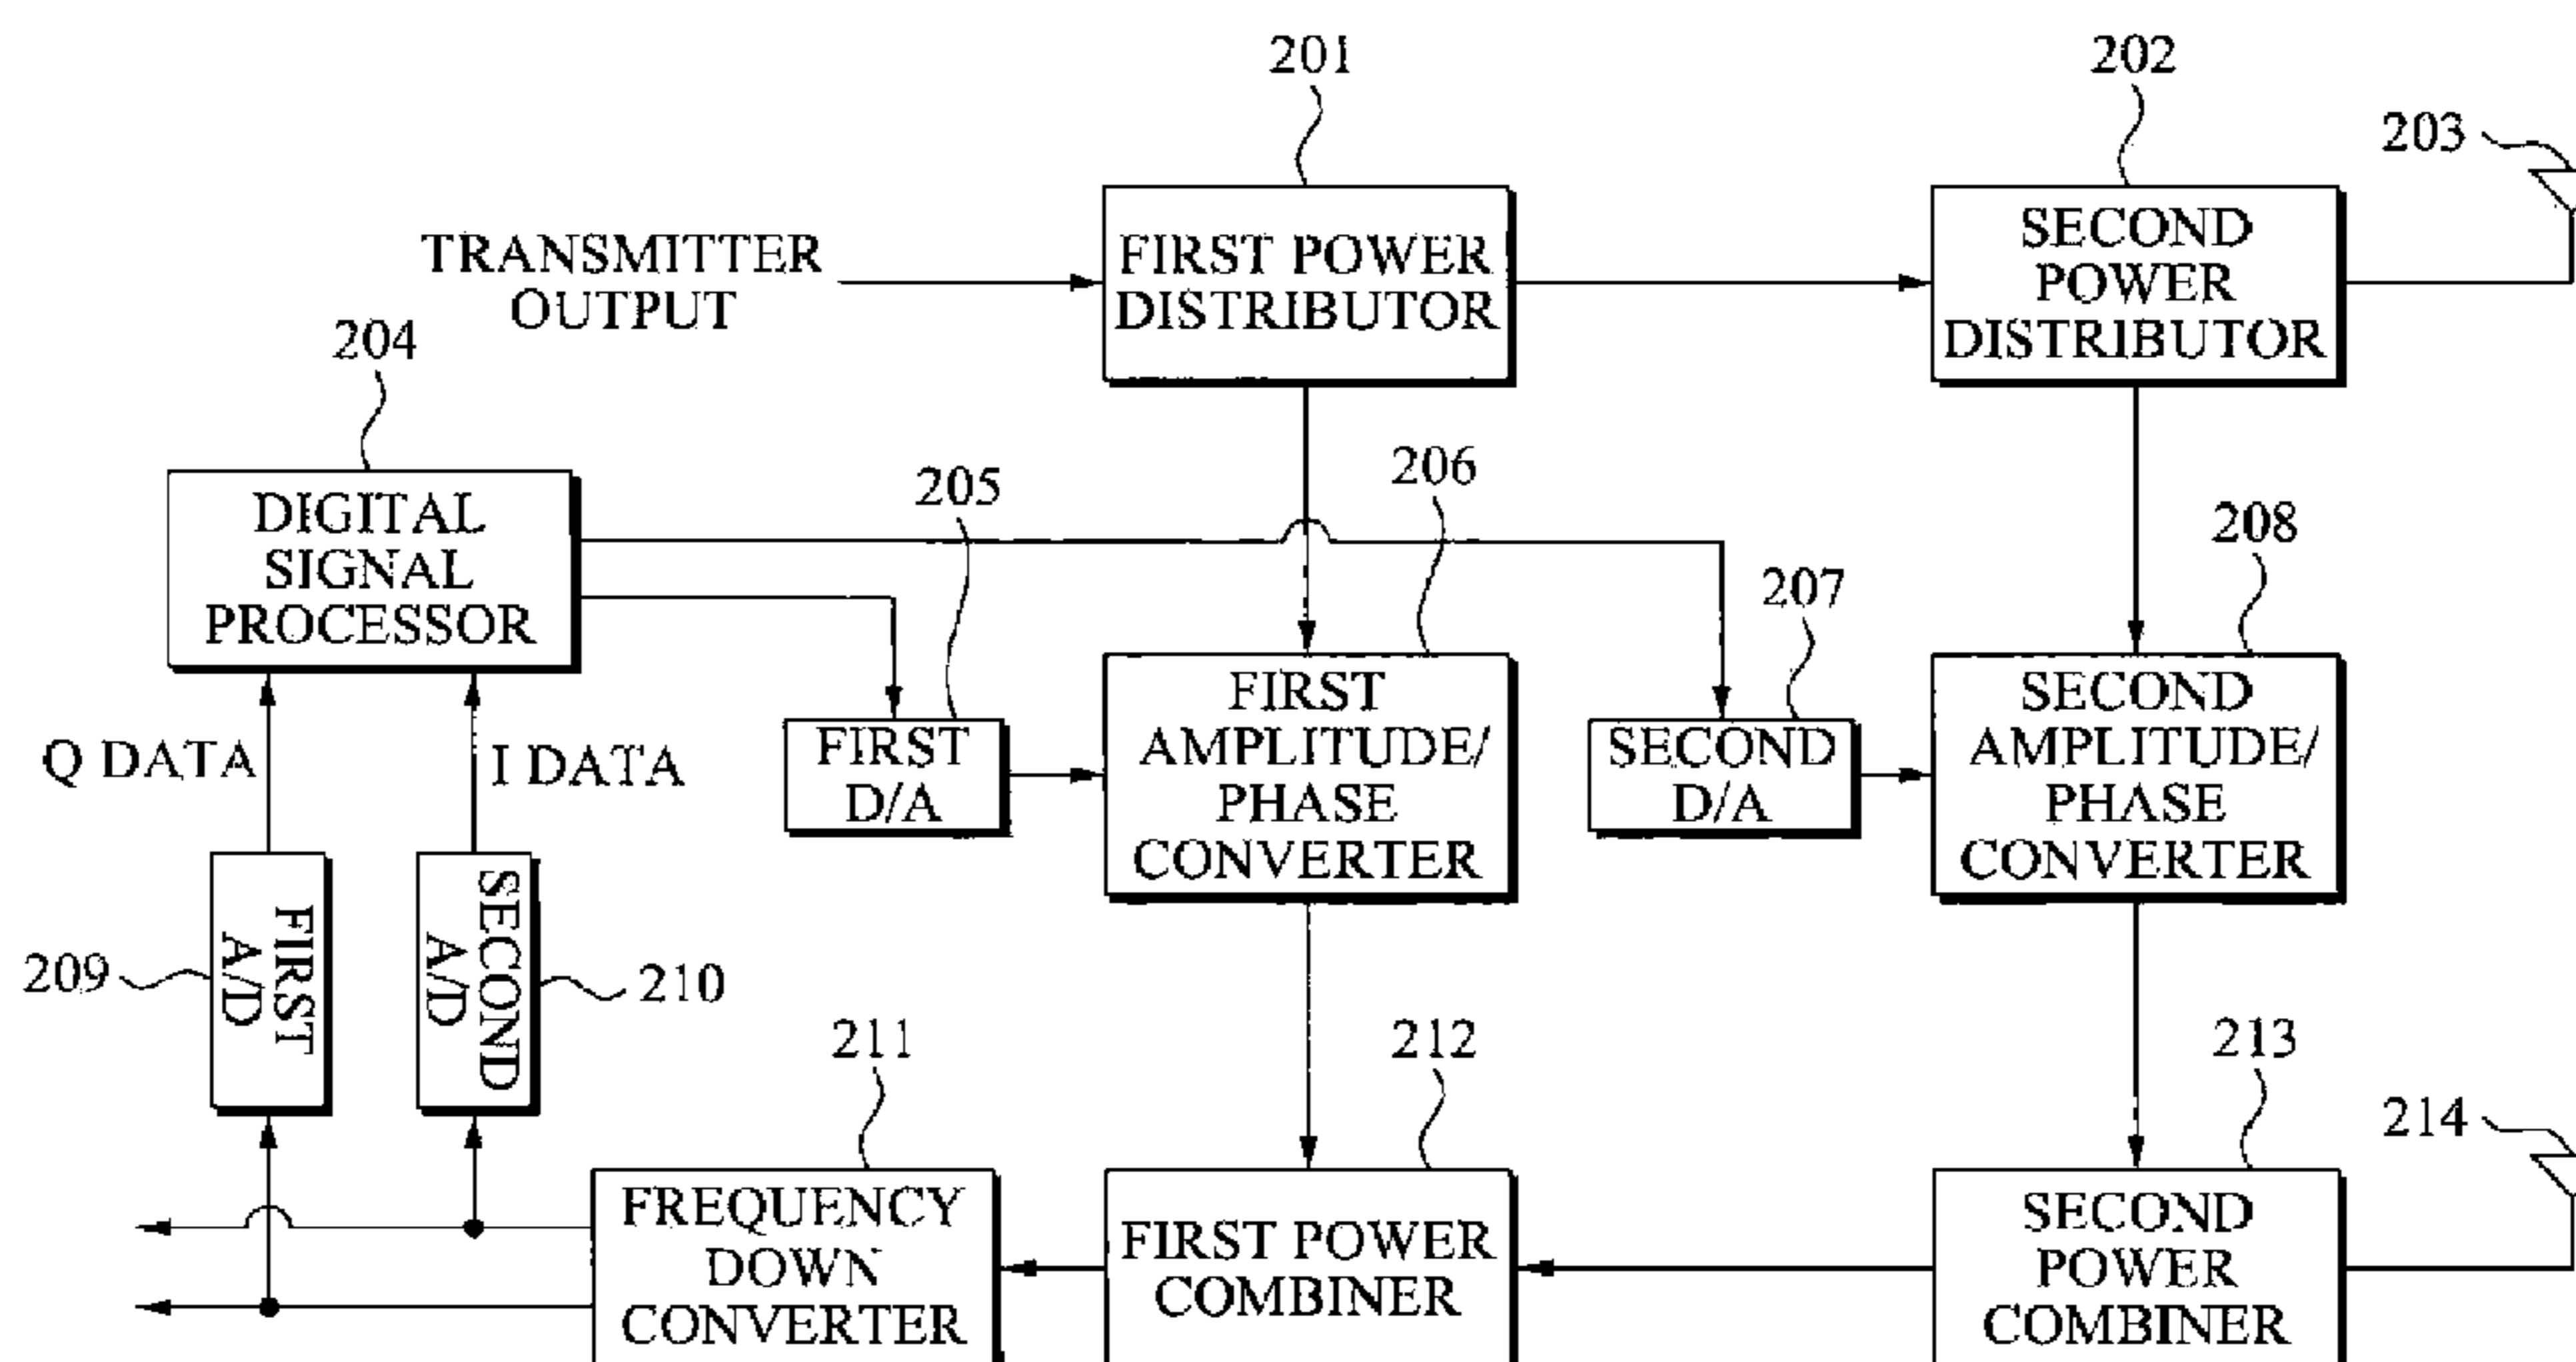 201
202
203
TRANSMITTER
OUTPUT
FIRST POWER
DISTRIBUTOR
SECOND
POWER
DISTRIBUTOR
204
DIGITAL
SIGNAL
PROCESSOR
205
206
207
208
Q DATA
I DATA
FIRST
D/A
FIRST
AMPLITUDE/
PHASE
CONVERTER
SECOND
D/A
SECOND
AMPLITUDE/
PHASE
CONVERTER
209
FIRST
A/D
SECOND
A/D
210
211
212
213
214
FREQUENCY
DOWN
CONVERTER
FIRST POWER
COMBINER
SECOND
POWER
COMBINER